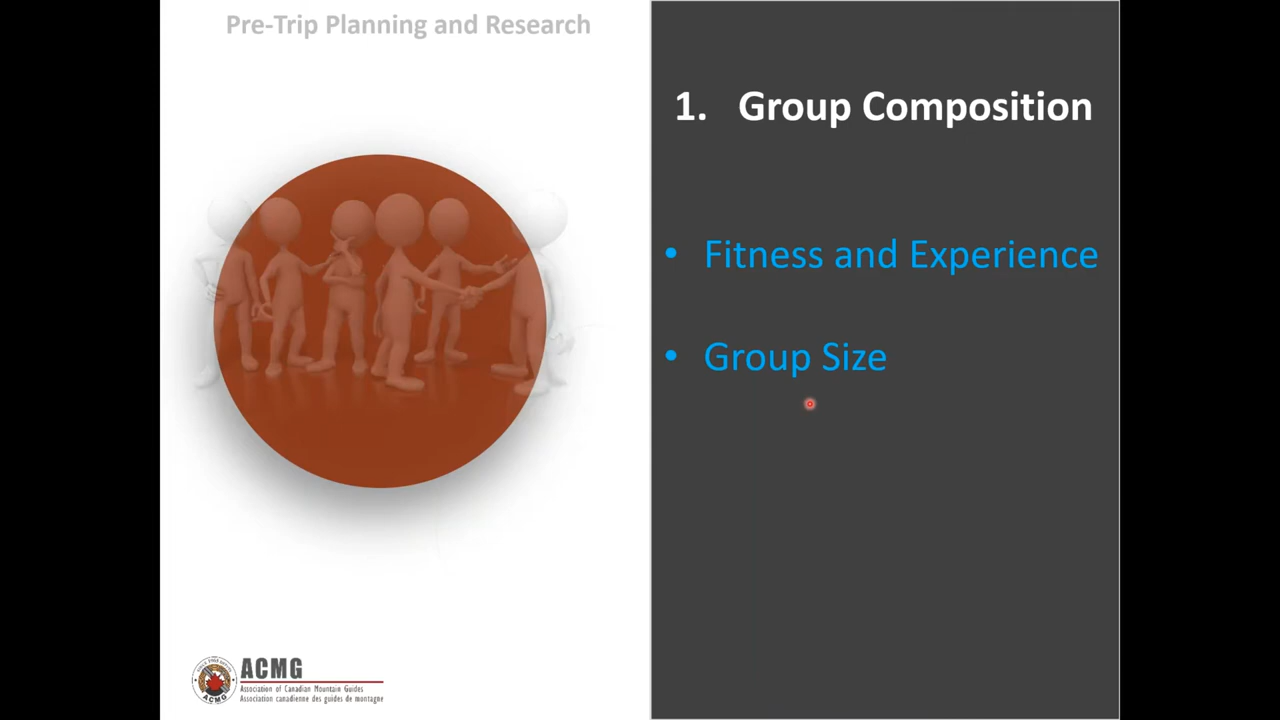 Pre-Trip Planning and Research
1. Group Composition
• Fitness and Experience
• Group Size
ACMG
Association of Canadian Mountain Guides
Association canadienne des guides de montagne
ACMG